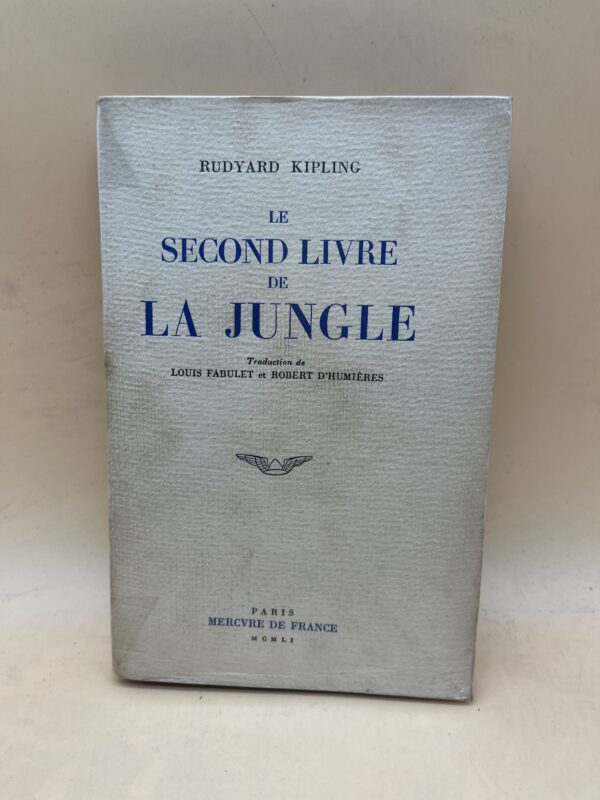 RUDYARD KIPLING
LE
SECOND LIVRE
DE
LA JUNGLE
Traduction de
LOUIS FABULET et ROBERT D'HUMIÈRES
PARIS
MERCVRE DE FRANCE
MCMLI